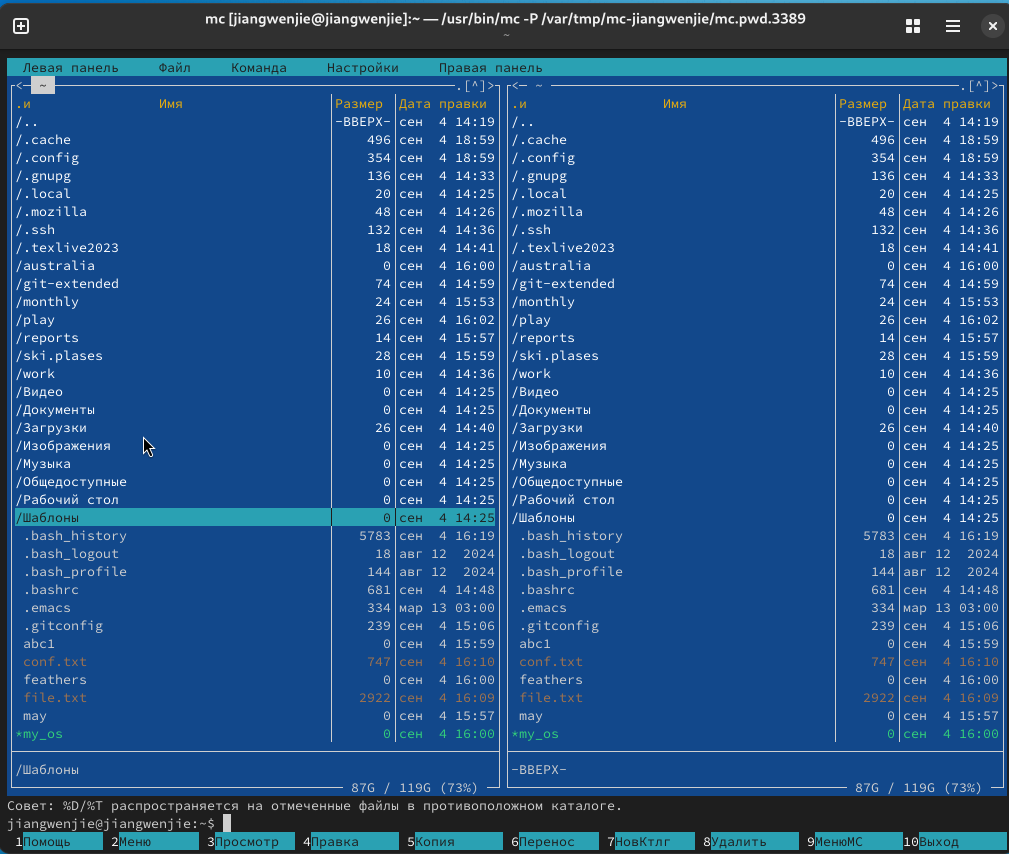 mc [jiangwenjie@jiangwenjie]:~ — /usr/bin/mc -P /var/tmp/mc-jiangwenjie/mc.pwd.3389
~
Левая панель Файл Команда Настройки Правая панель
<─ ~ .[^]> <─ ~ .[^]>
.и Имя Размер Дата правки .и Имя Размер Дата правки
/.. -ВВЕРХ- сен 4 14:19 /.. -ВВЕРХ- сен 4 14:19
/.cache 496 сен 4 18:59 /.cache 496 сен 4 18:59
/.config 354 сен 4 18:59 /.config 354 сен 4 18:59
/.gnupg 136 сен 4 14:33 /.gnupg 136 сен 4 14:33
/.local 20 сен 4 14:25 /.local 20 сен 4 14:25
/.mozilla 48 сен 4 14:26 /.mozilla 48 сен 4 14:26
/.ssh 132 сен 4 14:36 /.ssh 132 сен 4 14:36
/.texlive2023 18 сен 4 14:41 /.texlive2023 18 сен 4 14:41
/australia 0 сен 4 16:00 /australia 0 сен 4 16:00
/git-extended 74 сен 4 14:59 /git-extended 74 сен 4 14:59
/monthly 24 сен 4 15:53 /monthly 24 сен 4 15:53
/play 26 сен 4 16:02 /play 26 сен 4 16:02
/reports 14 сен 4 15:57 /reports 14 сен 4 15:57
/ski.plases 28 сен 4 15:59 /ski.plases 28 сен 4 15:59
/work 10 сен 4 14:36 /work 10 сен 4 14:36
/Видео 0 сен 4 14:25 /Видео 0 сен 4 14:25
/Документы 0 сен 4 14:25 /Документы 0 сен 4 14:25
/Загрузки 26 сен 4 14:40 /Загрузки 26 сен 4 14:40
/Изображения 0 сен 4 14:25 /Изображения 0 сен 4 14:25
/Музыка 0 сен 4 14:25 /Музыка 0 сен 4 14:25
/Общедоступные 0 сен 4 14:25 /Общедоступные 0 сен 4 14:25
/Рабочий стол 0 сен 4 14:25 /Рабочий стол 0 сен 4 14:25
/Шаблоны 0 сен 4 14:25 /Шаблоны 0 сен 4 14:25
.bash_history 5783 сен 4 16:19 .bash_history 5783 сен 4 16:19
.bash_logout 18 авг 12 2024 .bash_logout 18 авг 12 2024
.bash_profile 144 авг 12 2024 .bash_profile 144 авг 12 2024
.bashrc 681 сен 4 14:48 .bashrc 681 сен 4 14:48
.emacs 334 мар 13 03:00 .emacs 334 мар 13 03:00
.gitconfig 239 сен 4 15:06 .gitconfig 239 сен 4 15:06
abc1 0 сен 4 15:59 abc1 0 сен 4 15:59
conf.txt 747 сен 4 16:10 conf.txt 747 сен 4 16:10
feathers 0 сен 4 16:00 feathers 0 сен 4 16:00
file.txt 2922 сен 4 16:09 file.txt 2922 сен 4 16:09
may 0 сен 4 15:57 may 0 сен 4 15:57
*my_os 0 сен 4 16:00 *my_os 0 сен 4 16:00
/Шаблоны -ВВЕРХ-
87G / 119G (73%) 87G / 119G (73%)
Совет: %D/%T распространяется на отмеченные файлы в противоположном каталоге.
jiangwenjie@jiangwenjie:~$
1Помощь 2Меню 3Просмотр 4Правка 5Копия 6Перенос 7НовКтлг 8Удалить 9МенюМС 10Выход